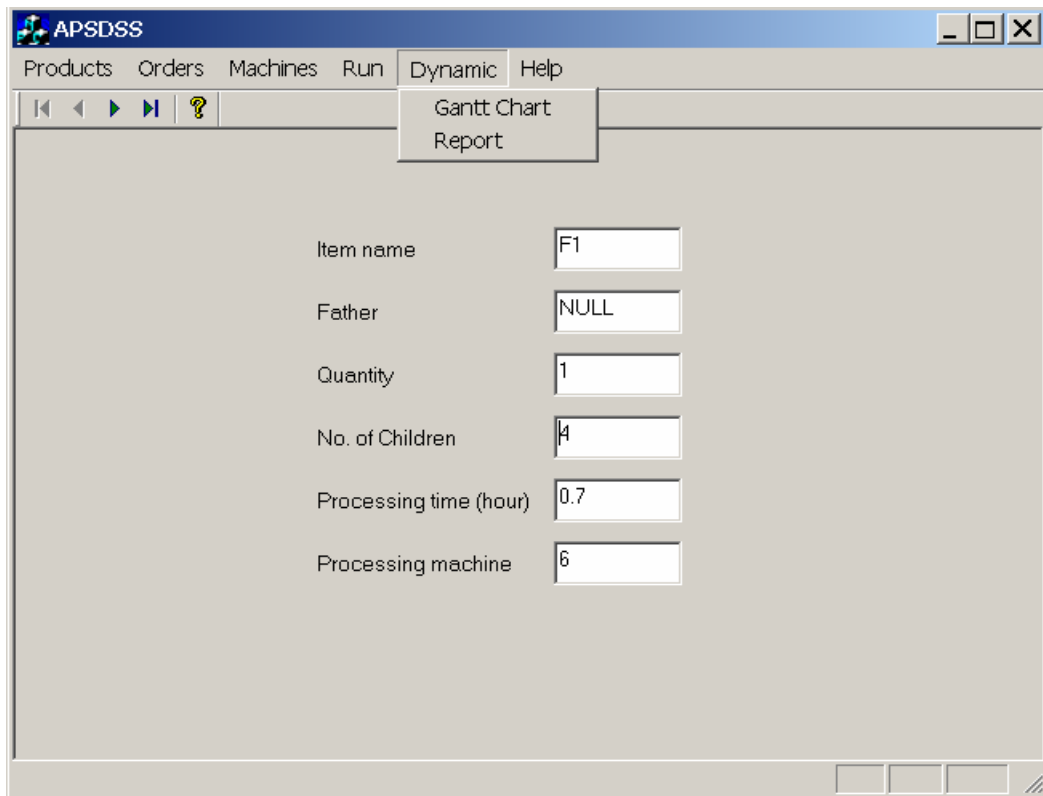 APSDSS
Products Orders Machines Run Dynamic Help
Gantt Chart
Report
Item name F1
Father NULL
Quantity 1
No. of Children 4
Processing time (hour) 0.7
Processing machine 6